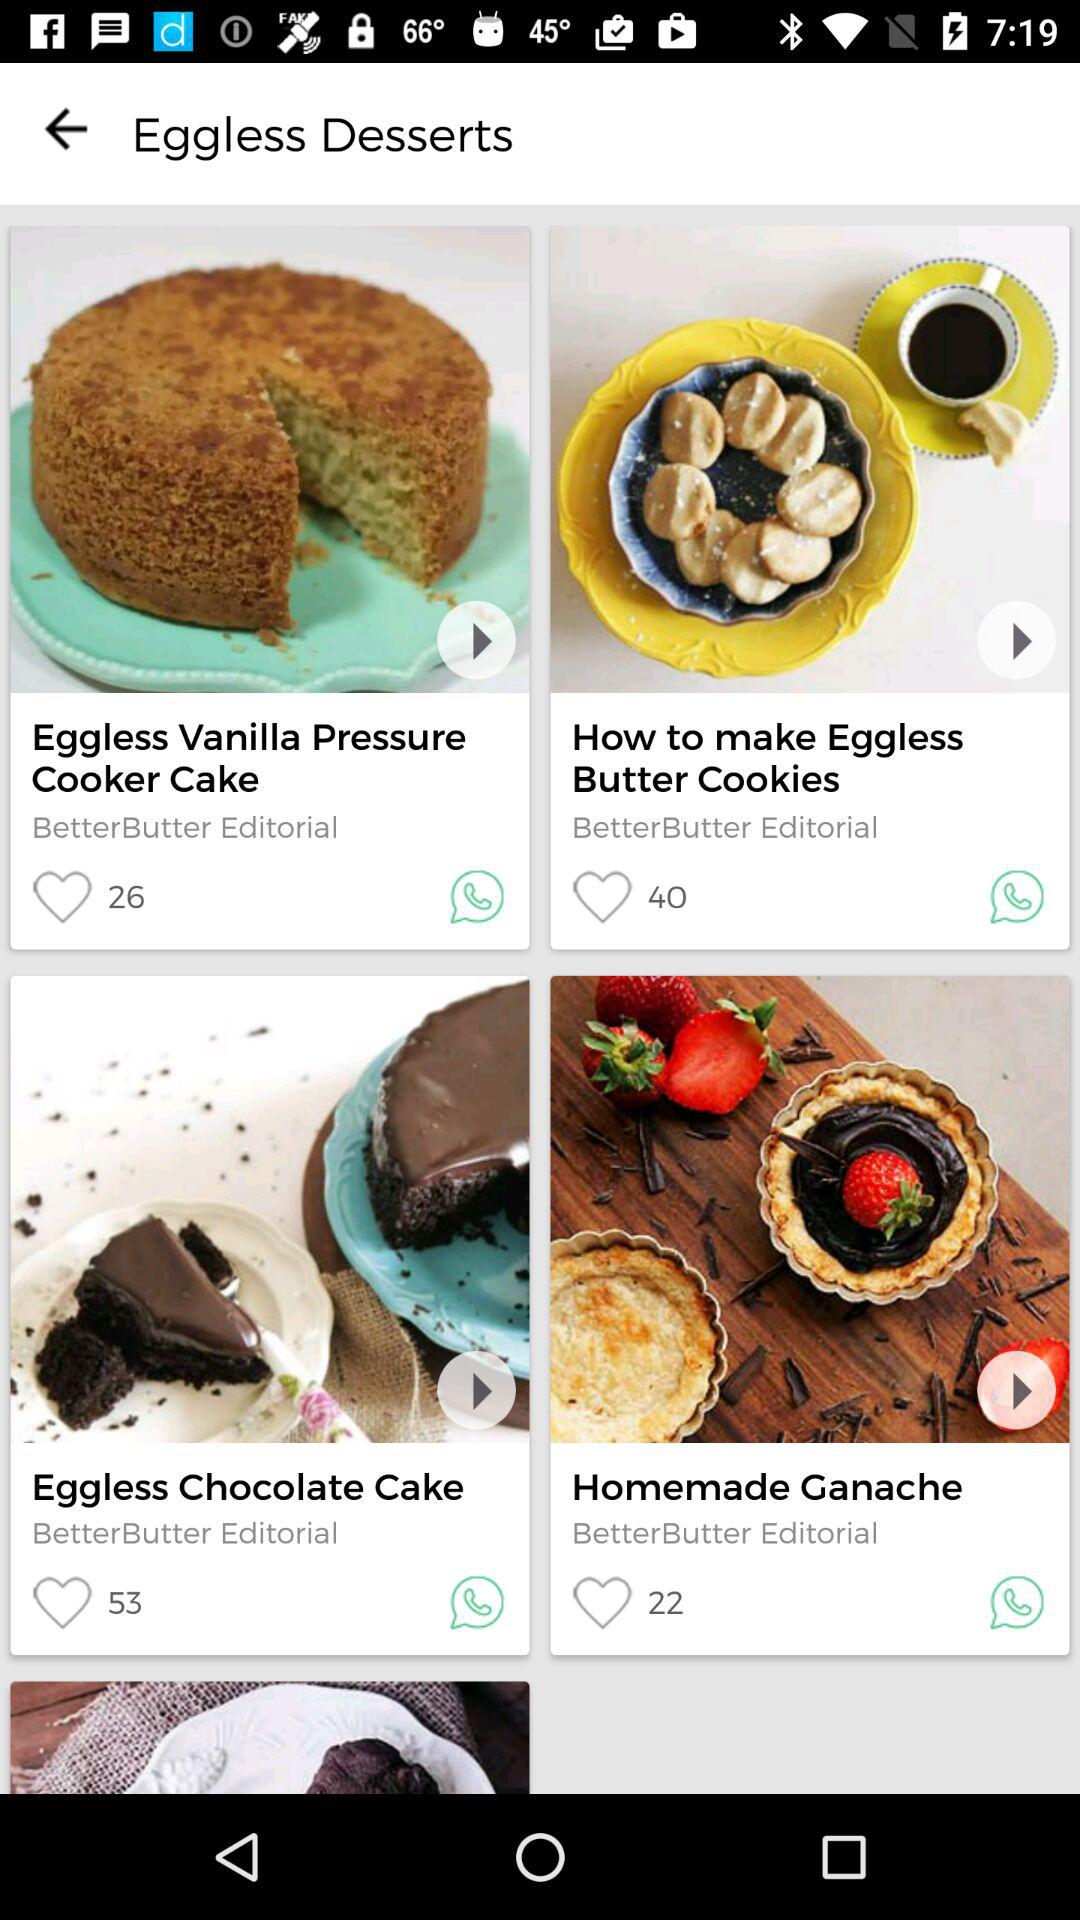 FAKE 66° 45° 7:19
Eggless Desserts
Eggless Vanilla Pressure
Cooker Cake
BetterButter Editorial
26
How to make Eggless
Butter Cookies
BetterButter Editorial
40
Eggless Chocolate Cake
BetterButter Editorial
53
Homemade Ganache
BetterButter Editorial
22